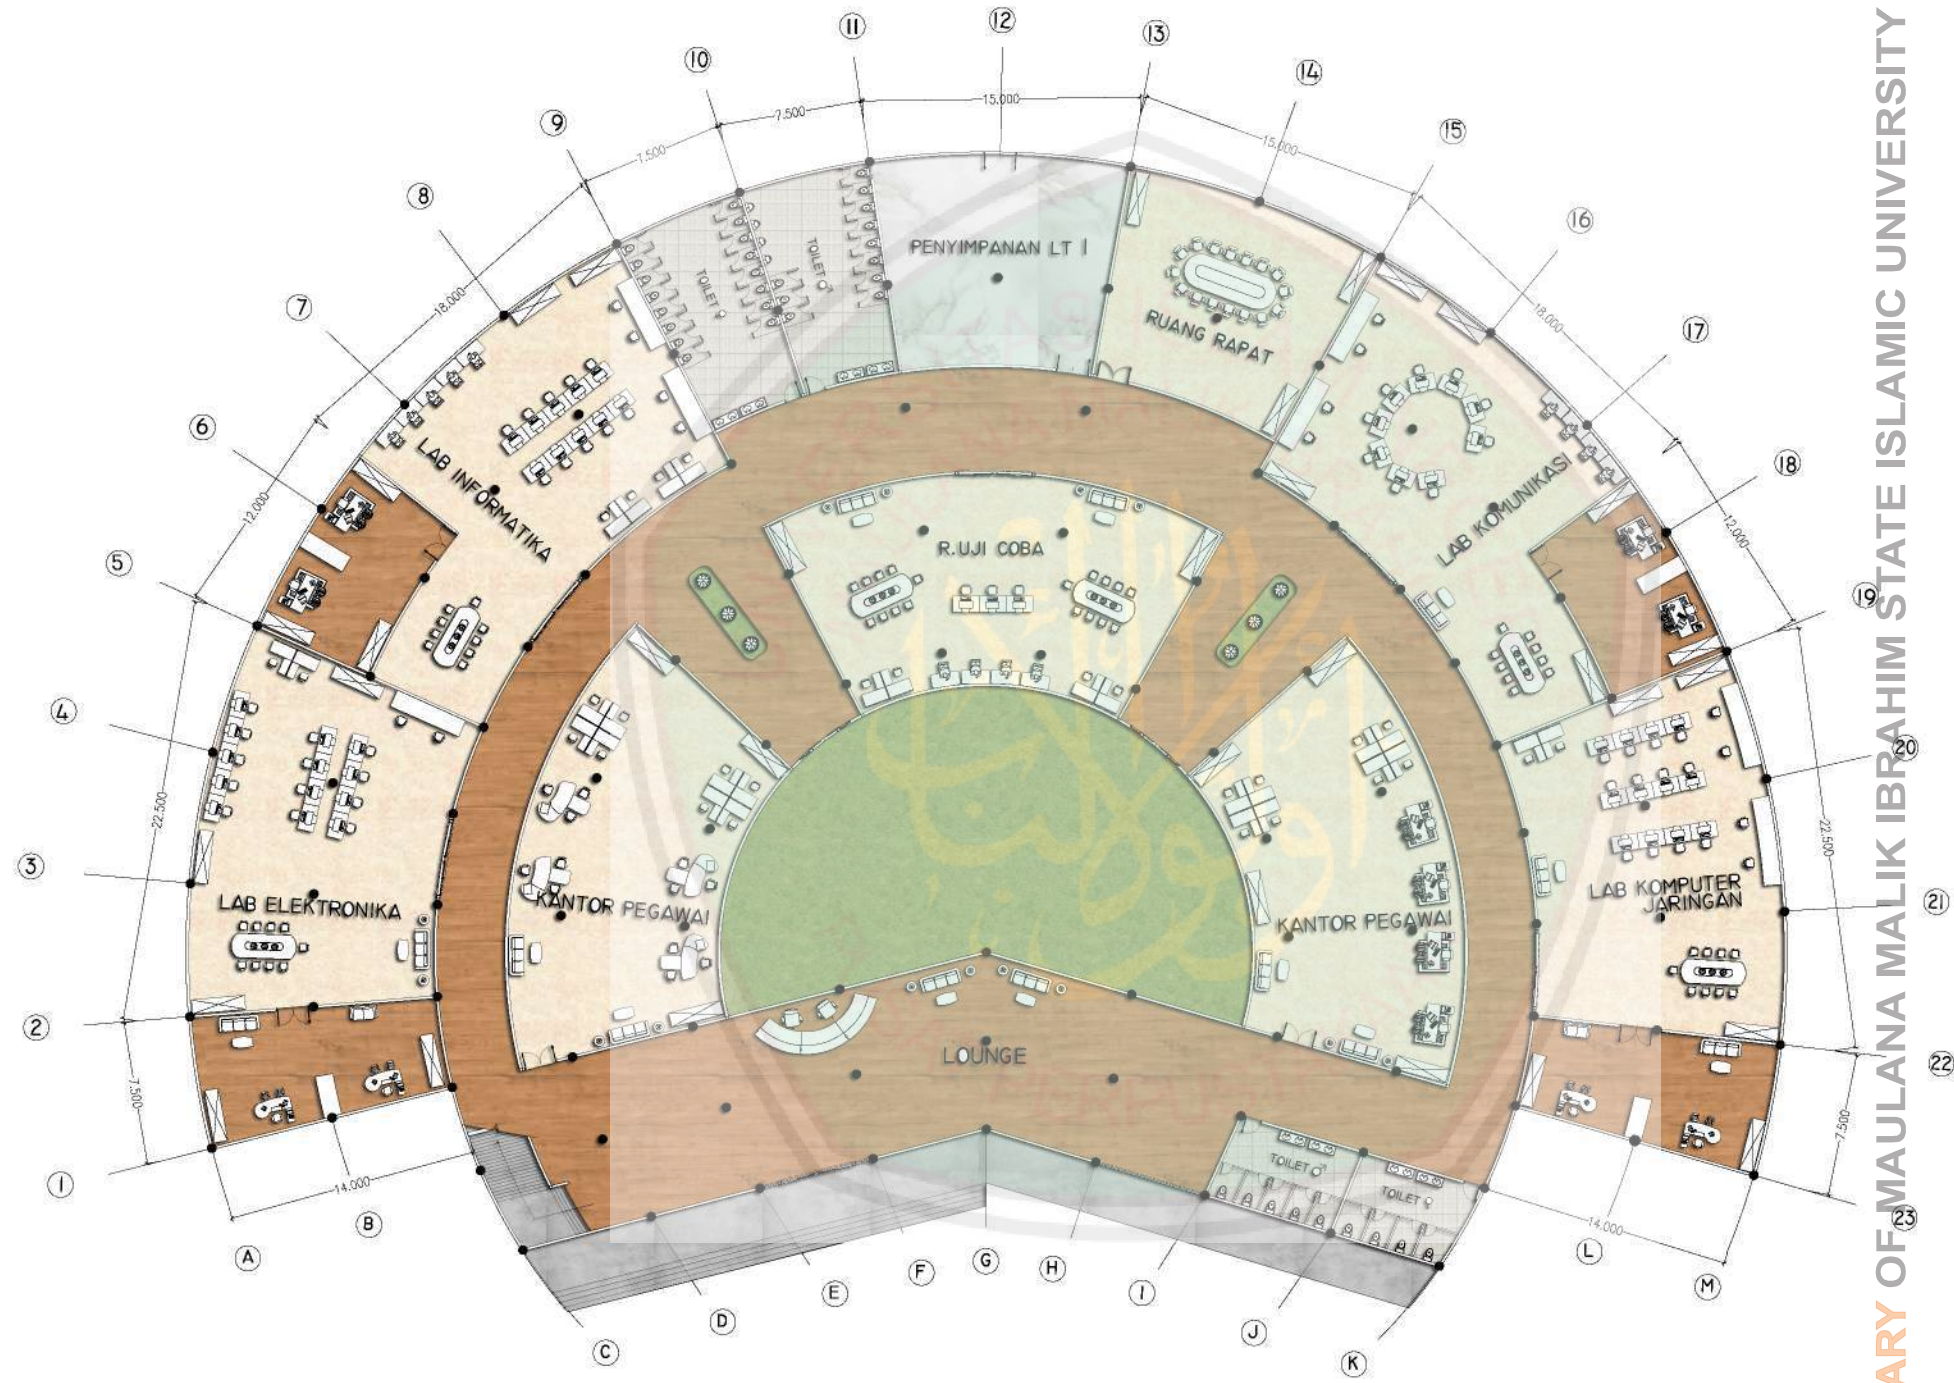 11
12
13
10
14
9
15
8
16
7
17
6
18
5
19
4
20
3
21
2
22
1
23
7.500
7.500
15.000
15.000
18.000
18.000
12.000
12.000
22.500
22.500
7.500
7.500
14.000
14.000
TOILET
TOILET
PENYIMPANAN LT 1
RUANG RAPAT
LAB INFORMATIKA
LAB KOMUNIKASI
R.UJI COBA
LAB ELEKTRONIKA
KANTOR PEGAWAI
KANTOR PEGAWAI
LAB KOMPUTER
JARINGAN
LOUNGE
TOILET
TOILET
A
B
C
D
E
F
G
H
I
J
K
L
M
ARY OF MAULANA MALIK IBRAHIM STATE ISLAMIC UNIVERSITY